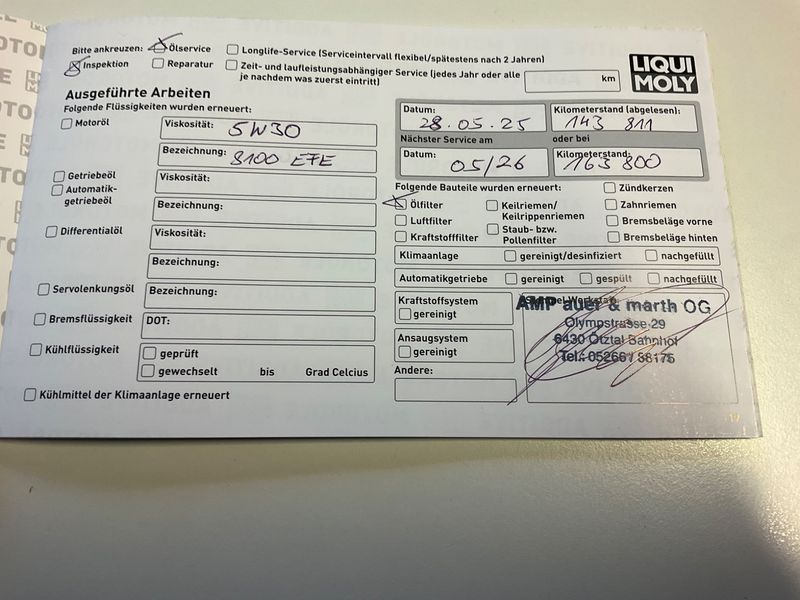 Bitte ankreuzen: Ölservice Longlife-Service (Serviceintervall flexibel/spätestens nach 2 Jahren)
Inspektion Reparatur Zeit- und laufleistungsabhängiger Service (jedes Jahr oder alle
je nachdem was zuerst eintritt) km
LIQUI
MOLY
Ausgeführte Arbeiten
Folgende Flüssigkeiten wurden erneuert:
Motoröl Viskosität: 5W30
Bezeichnung: 8100 EFE
Getriebeöl Viskosität:
Automatik-
getriebeöl
Bezeichnung:
Differentialöl Viskosität:
Bezeichnung:
Servolenkungsöl Bezeichnung:
Bremsflüssigkeit DOT:
Kühlflüssigkeit geprüft
gewechselt bis Grad Celcius
Kühlmittel der Klimaanlage erneuert
Datum: 28.05.25 Kilometerstand (abgelesen): 143 811
Nächster Service am oder bei
Datum: 05/26 Kilometerstand: 163 800
Folgende Bauteile wurden erneuert: Zündkerzen
Ölfilter Keilriemen/
Keilrippenriemen Zahnriemen
Luftfilter Staub- bzw.
Pollenfilter Bremsbeläge vorne
Kraftstofffilter Bremsbeläge hinten
Klimaanlage gereinigt/desinfiziert nachgefüllt
Automatikgetriebe gereinigt gespült nachgefüllt
Kraftstoffsystem
gereinigt
Ansaugsystem
gereinigt
Andere:
AMP auer & marth OG
Olympstrasse 29
6430 Ötztal Bahnhof
Tel.: 05266 / 88175